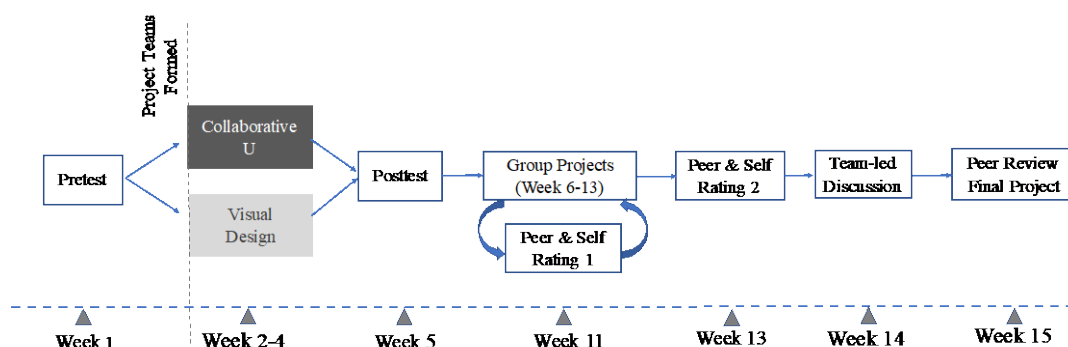 Project Teams
Formed
Pretest
Collaborative
U
Visual
Design
Posttest
Group Projects
(Week 6-13)
Peer & Self
Rating 1
Peer & Self
Rating 2
Team-led
Discussion
Peer Review
Final Project
Week 1
Week 2-4
Week 5
Week 11
Week 13
Week 14
Week 15